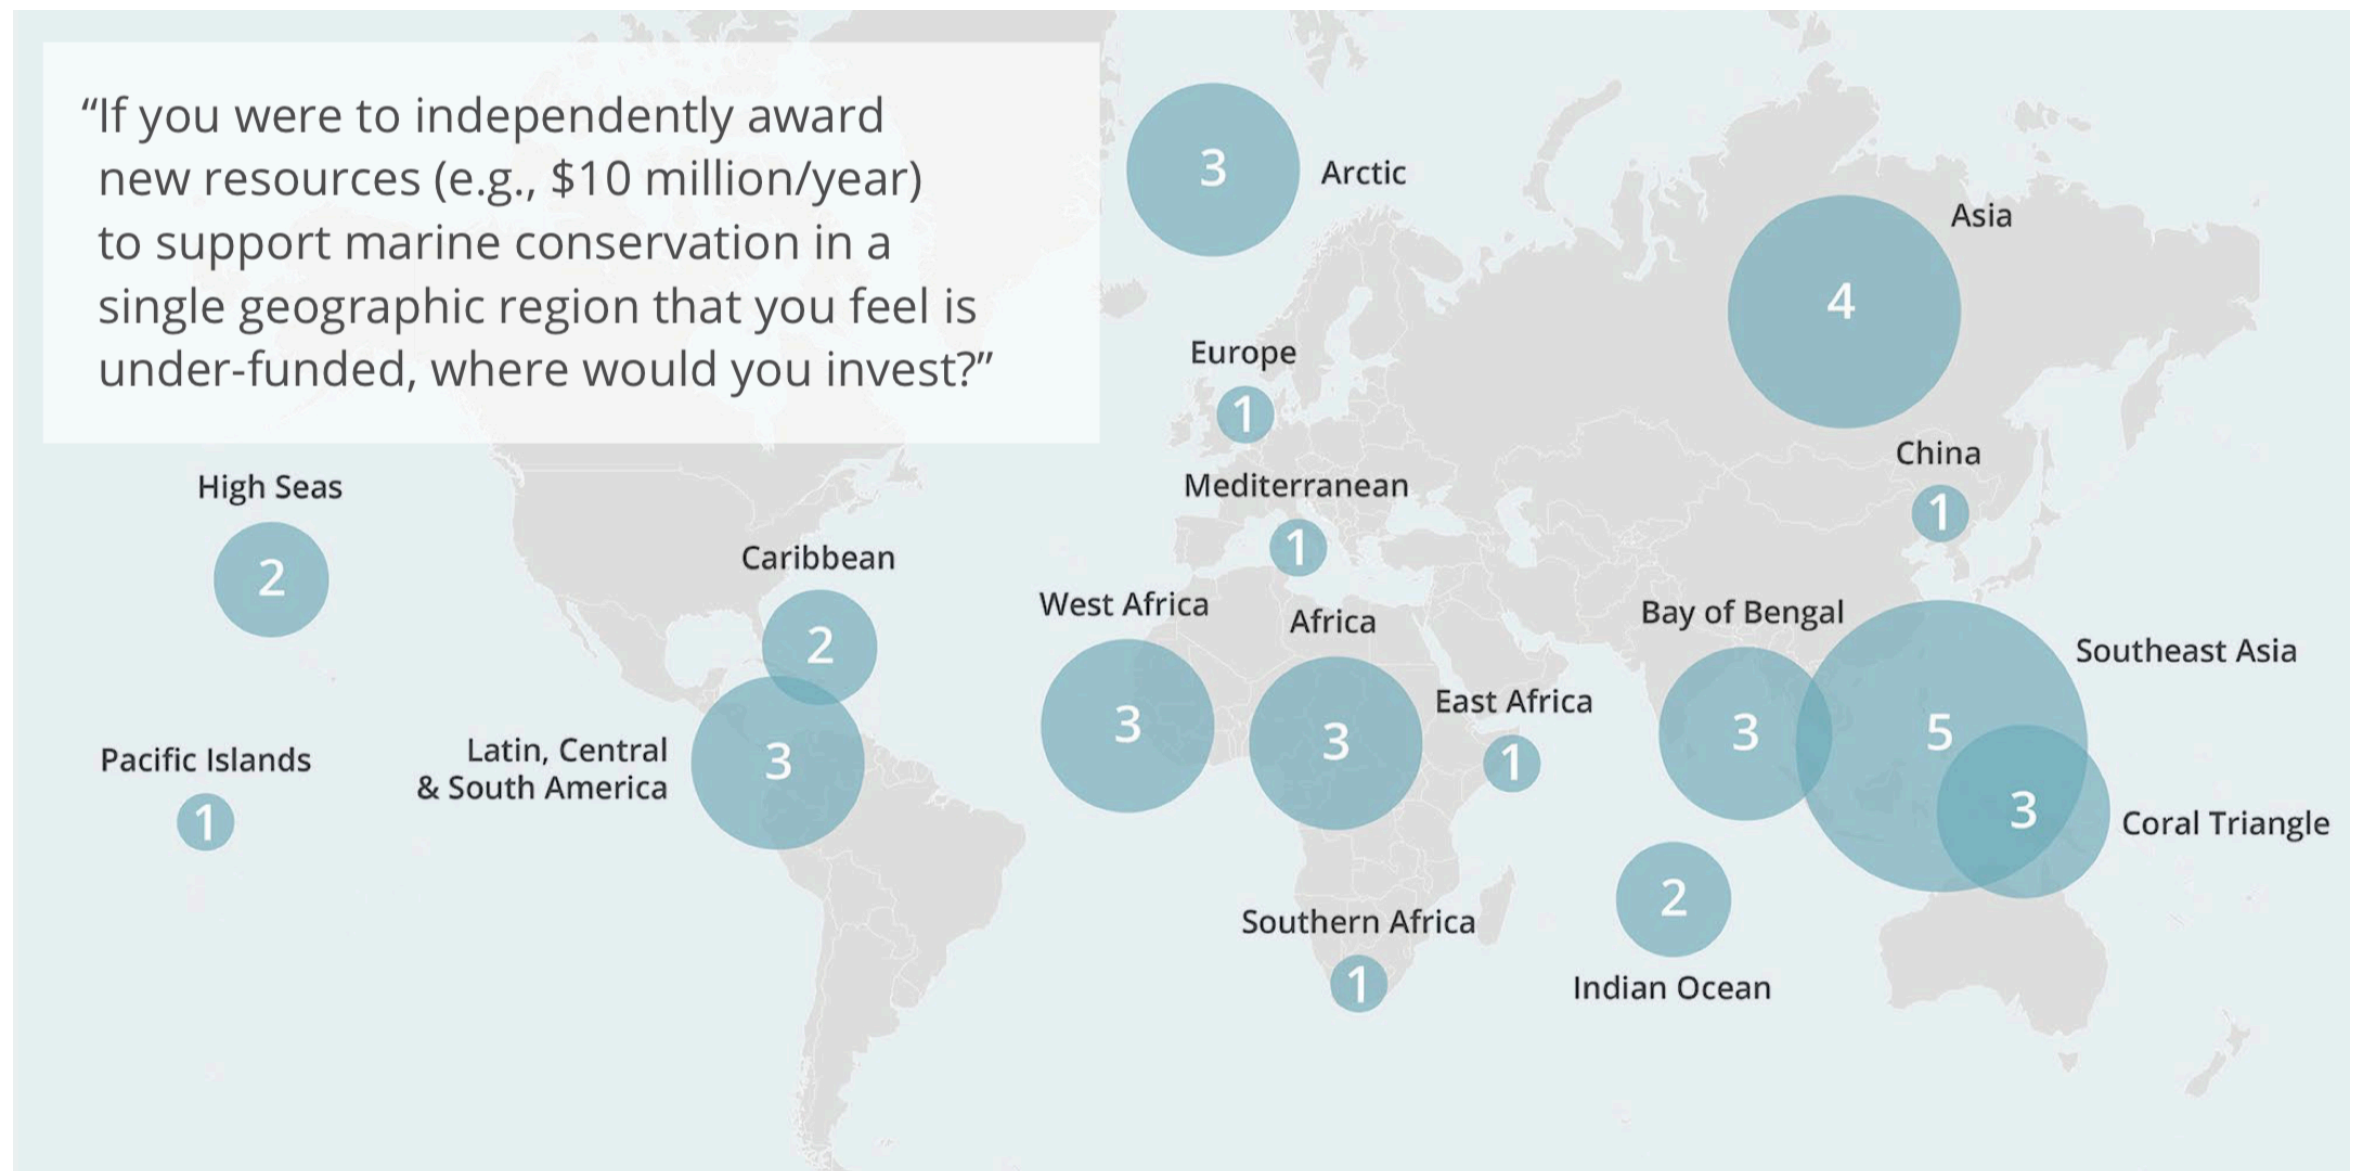 “If you were to independently award
new resources (e.g., $10 million/year)
to support marine conservation in a
single geographic region that you feel is
under-funded, where would you invest?”
3
Arctic
Asia
4
Europe
1
China
1
Mediterranean
1
High Seas
2
Caribbean
2
West Africa
3
Africa
3
East Africa
1
Bay of Bengal
3
Southeast Asia
5
Coral Triangle
3
Pacific Islands
1
Latin, Central
& South America
3
Southern Africa
1
2
Indian Ocean